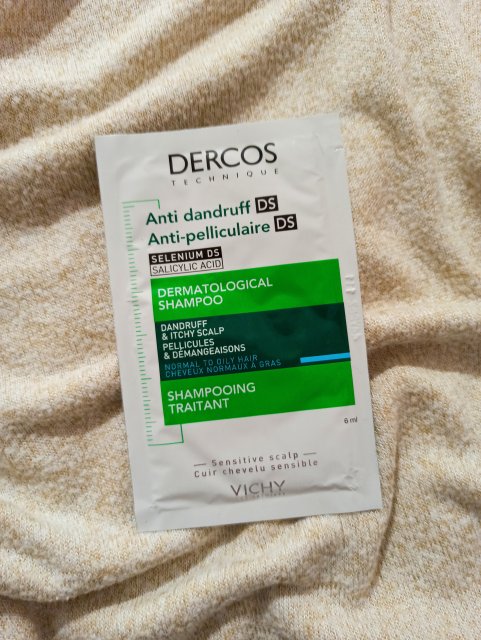 DERCOS
TECHNIQUE
Anti dandruff DS
Anti-pelliculaire DS
SELENIUM DS
SALICYLIC ACID
DERMATOLOGICAL
SHAMPOO
DANDRUFF
& ITCHY SCALP
PELLICULES
& DÉMANGEAISONS
NORMAL TO OILY HAIR
CHEVEUX NORMAUX À GRAS
SHAMPOOING
TRAITANT
6 ml
Sensitive scalp
Cuir chevelu sensible
VICHY